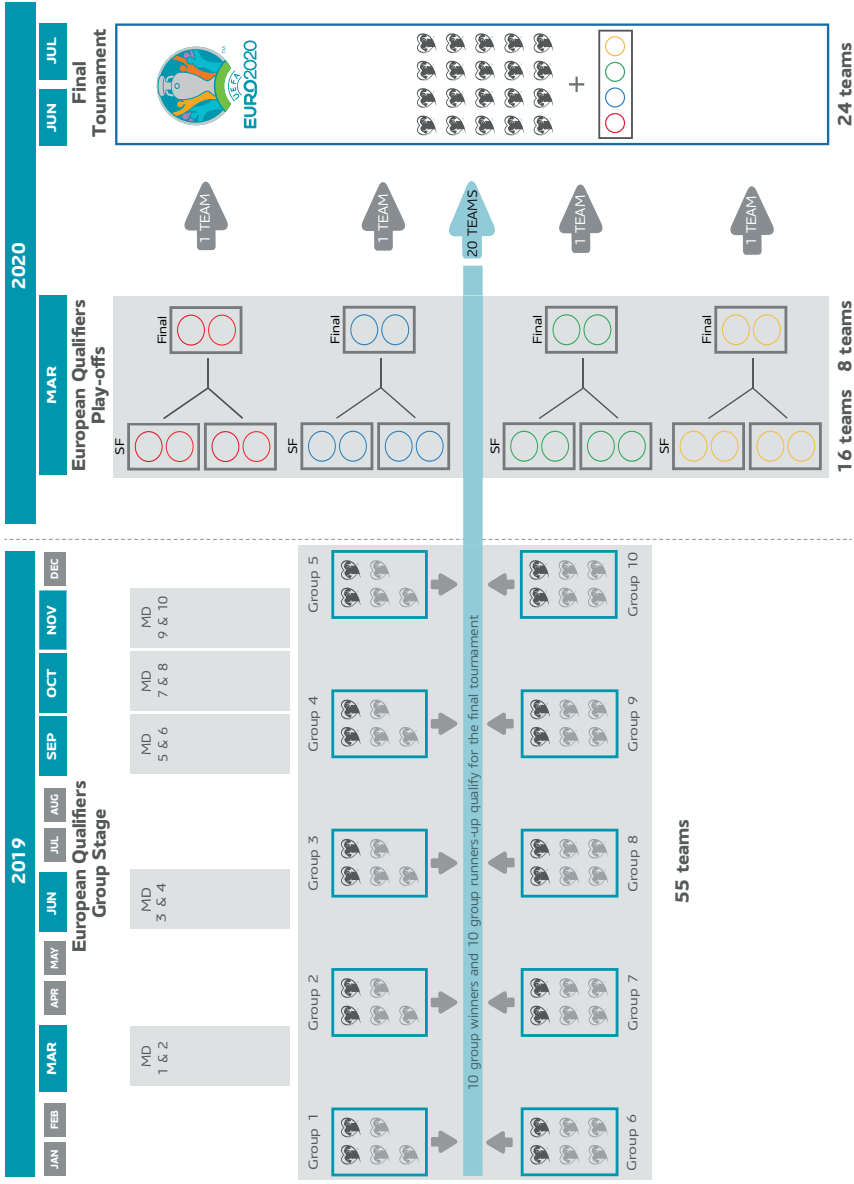 2019
2020
JAN
FEB
MAR
APR
MAY
JUN
JUL
AUG
SEP
OCT
NOV
DEC
MAR
JUN
JUL
European Qualifiers
Group Stage
European Qualifiers
Play-offs
Final
Tournament
MD
1 & 2
MD
3 & 4
MD
5 & 6
MD
7 & 8
MD
9 & 10
Group 1
Group 2
Group 3
Group 4
Group 5
10 group winners and 10 group runners-up qualify for the final tournament
20 TEAMS
Group 6
Group 7
Group 8
Group 9
Group 10
55 teams
SF
Final
1 TEAM
SF
Final
1 TEAM
SF
Final
1 TEAM
SF
Final
1 TEAM
16 teams
8 teams
TM
UEFA
EURO2020
+
24 teams